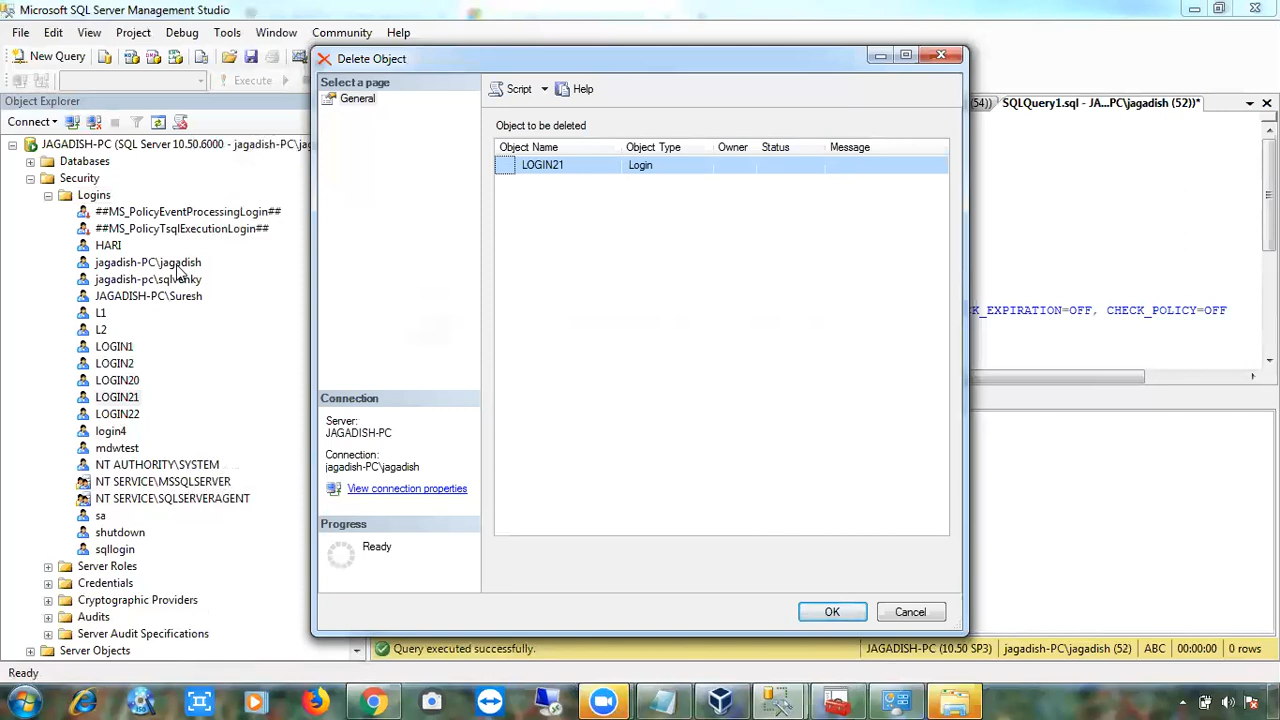 Microsoft SQL Server Management Studio
File Edit View Project Debug Tools Window Community Help
New Query
Execute
Object Explorer
Connect
JAGADISH-PC (SQL Server 10.50.6000 - jagadish-PC\jag
Databases
Security
Logins
##MS_PolicyEventProcessingLogin##
##MS_PolicyTsqlExecutionLogin##
HARI
jagadish-PC\jagadish
jagadish-pc\sqlvenky
JAGADISH-PC\Suresh
L1
L2
LOGIN1
LOGIN2
LOGIN20
LOGIN21
LOGIN22
login4
mdwtest
NT AUTHORITY\SYSTEM
NT SERVICE\MSSQLSERVER
NT SERVICE\SQLSERVERAGENT
sa
shutdown
sqllogin
Server Roles
Credentials
Cryptographic Providers
Audits
Server Audit Specifications
Server Objects
Delete Object
Select a page
General
Script Help
Object to be deleted
Object Name Object Type Owner Status Message
LOGIN21 Login
Connection
Server:
JAGADISH-PC
Connection:
jagadish-PC\jagadish
View connection properties
Progress
Ready
OK Cancel
(54))
SQLQuery1.sql - JA...PC\jagadish (52))*
CK_EXPIRATION=OFF, CHECK_POLICY=OFF
Query executed successfully. JAGADISH-PC (10.50 SP3) jagadish-PC\jagadish (52) ABC 00:00:00 0 rows
Ready